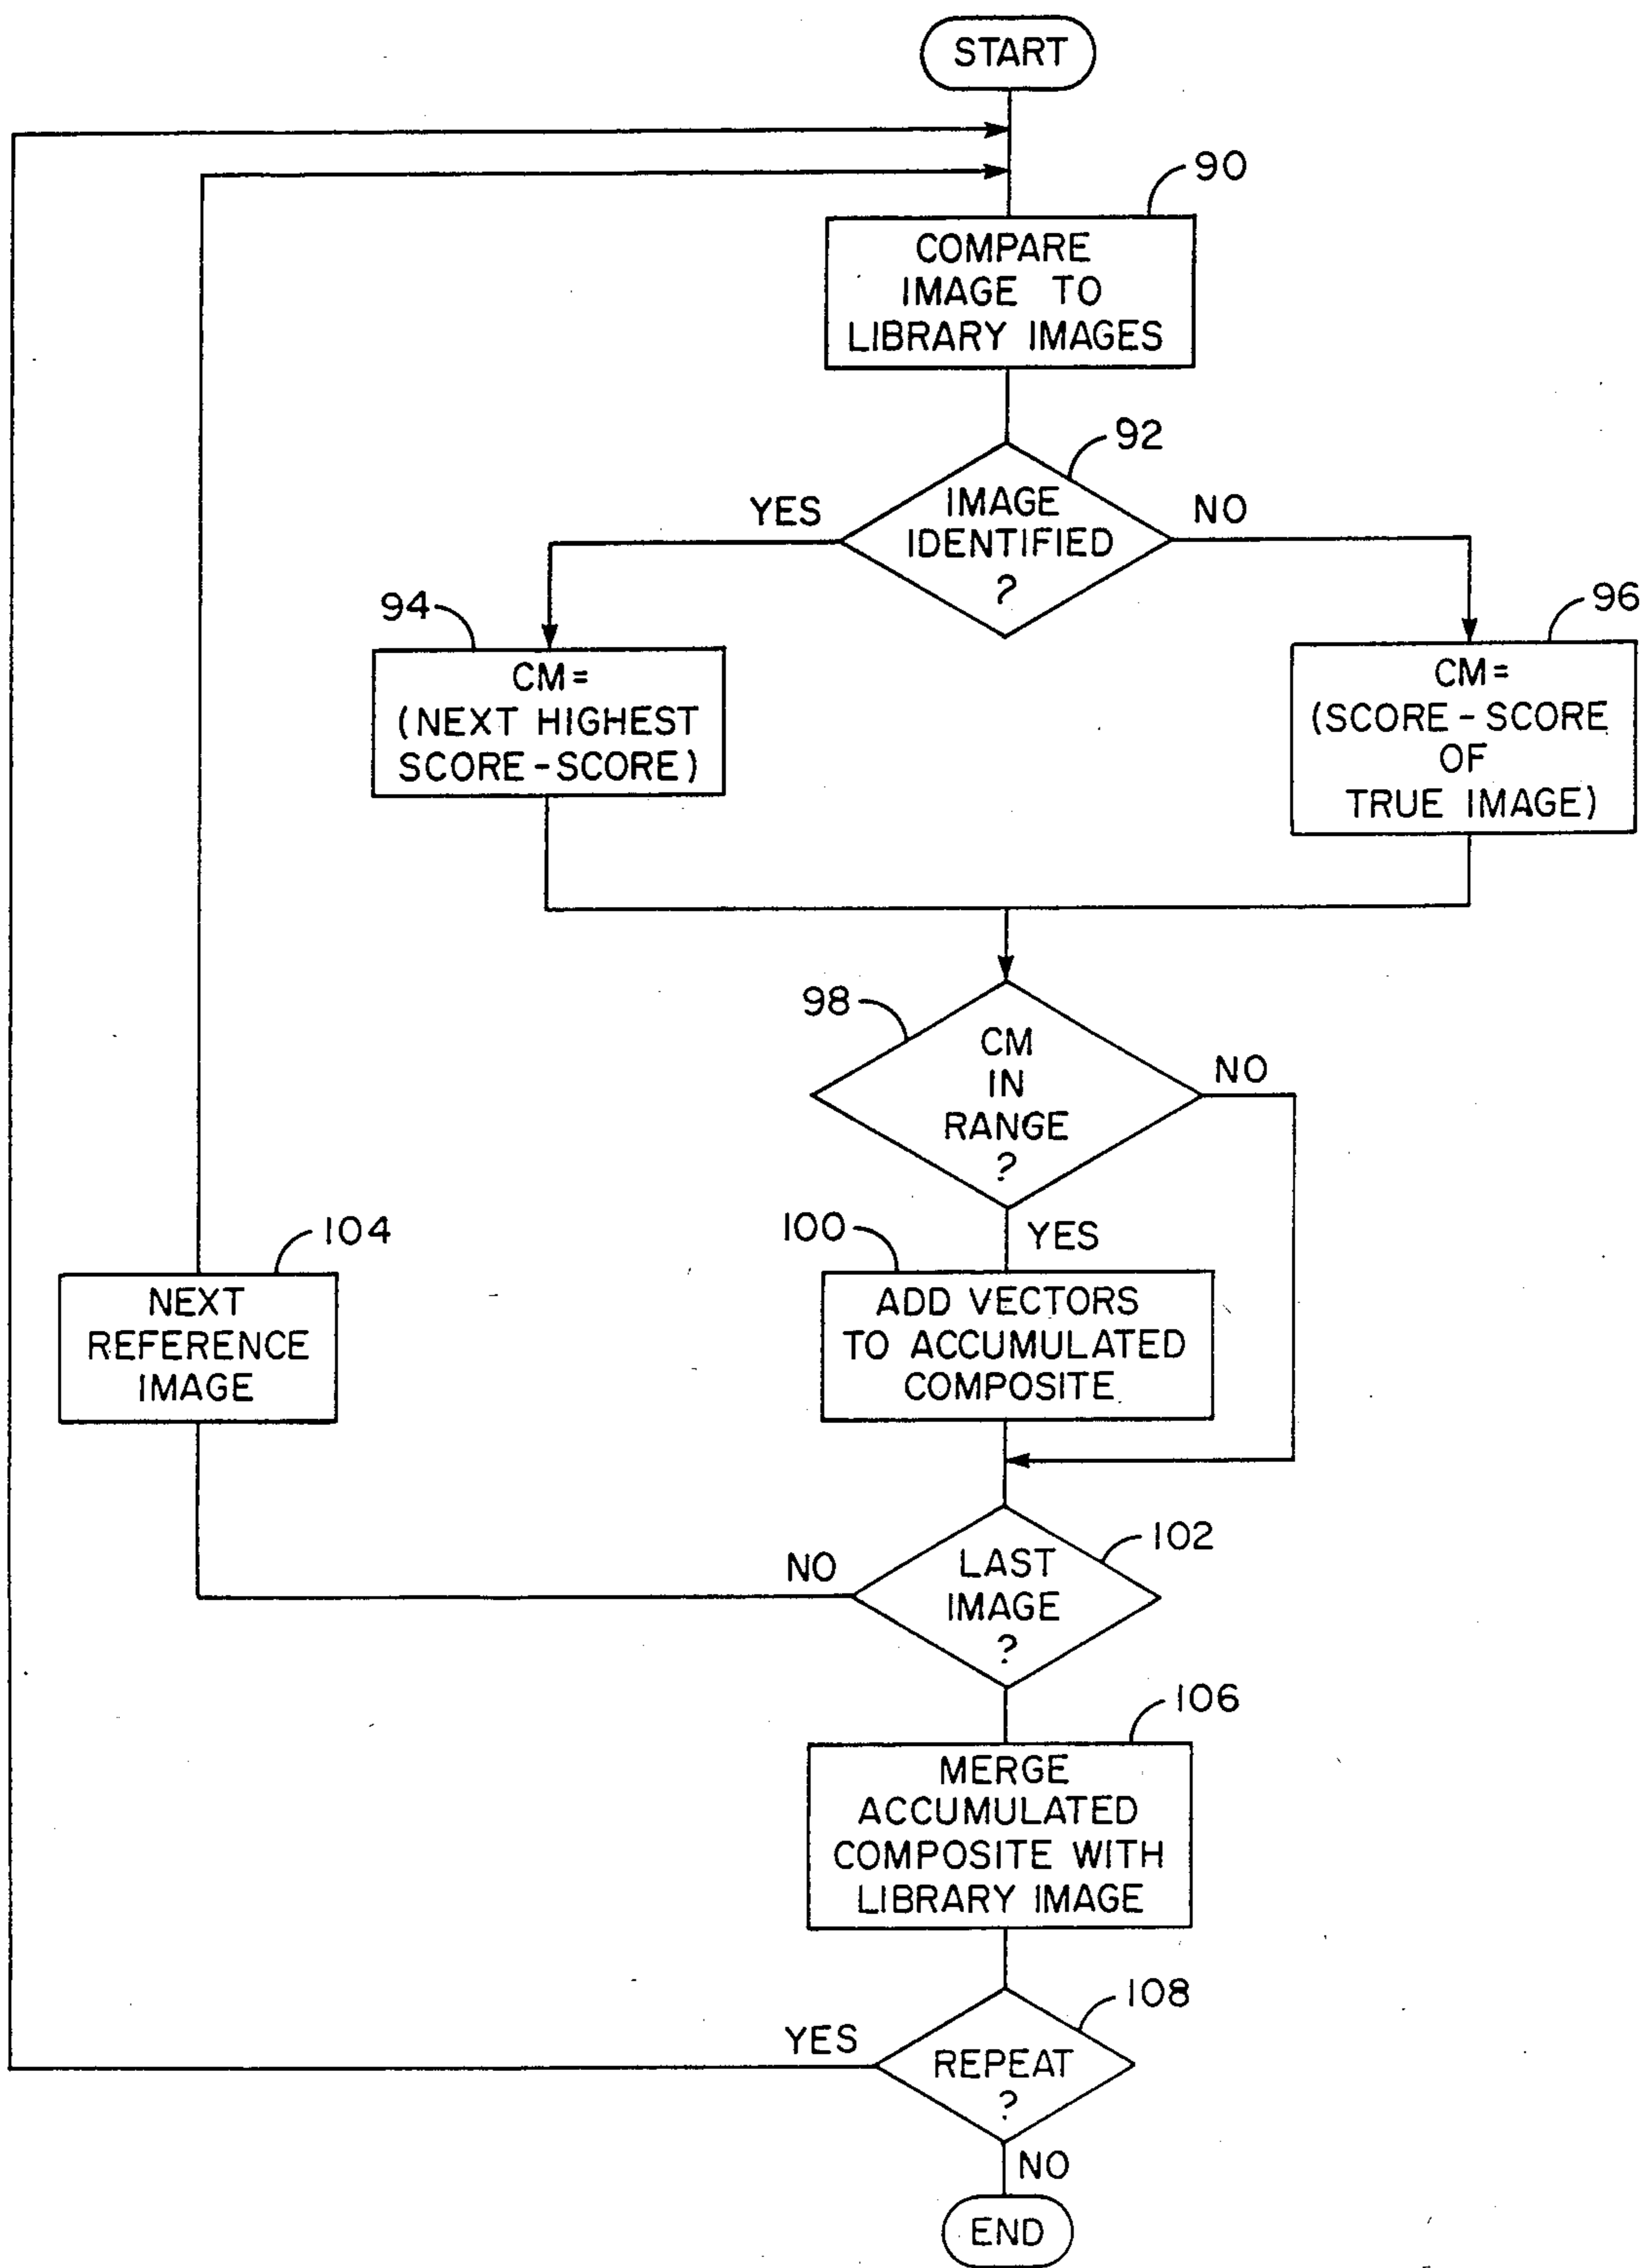 START
90
COMPARE
IMAGE TO
LIBRARY IMAGES
92
YES
IMAGE
IDENTIFIED
?
NO
94
CM=
(NEXT HIGHEST
SCORE-SCORE)
96
CM=
(SCORE-SCORE
OF
TRUE IMAGE)
98
CM
IN
RANGE
?
NO
YES
100
ADD VECTORS
TO ACCUMULATED
COMPOSITE
104
NEXT
REFERENCE
IMAGE
102
NO
LAST
IMAGE
?
106
MERGE
ACCUMULATED
COMPOSITE WITH
LIBRARY IMAGE
108
YES
REPEAT
?
NO
END